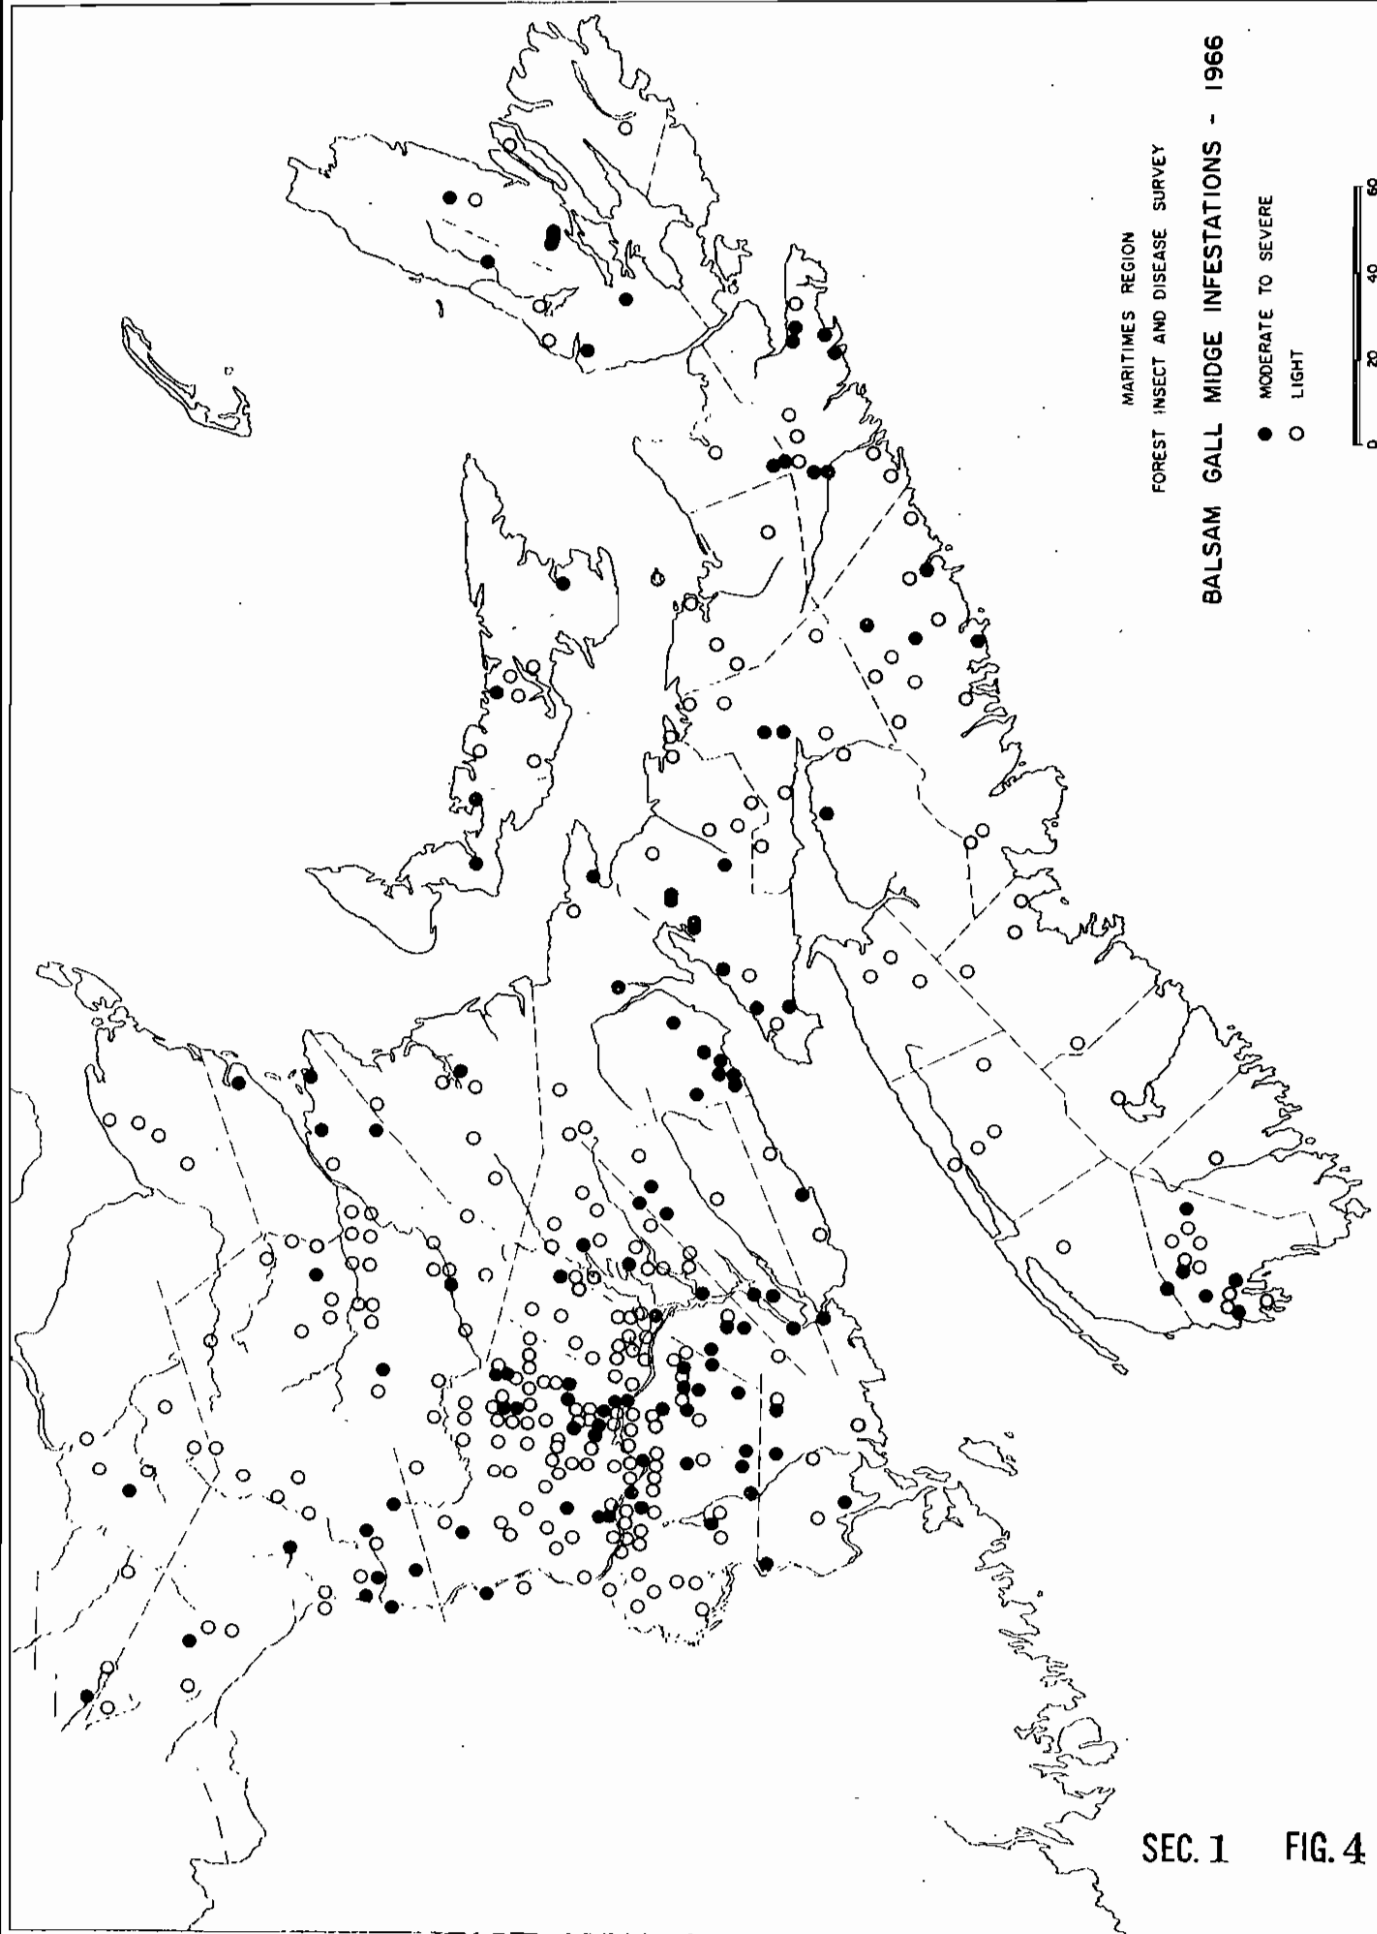 MARITIMES REGION
FOREST INSECT AND DISEASE SURVEY
BALSAM GALL MIDGE INFESTATIONS - 1966
● MODERATE TO SEVERE
○ LIGHT
0 20 40 60
SEC. 1 FIG. 4